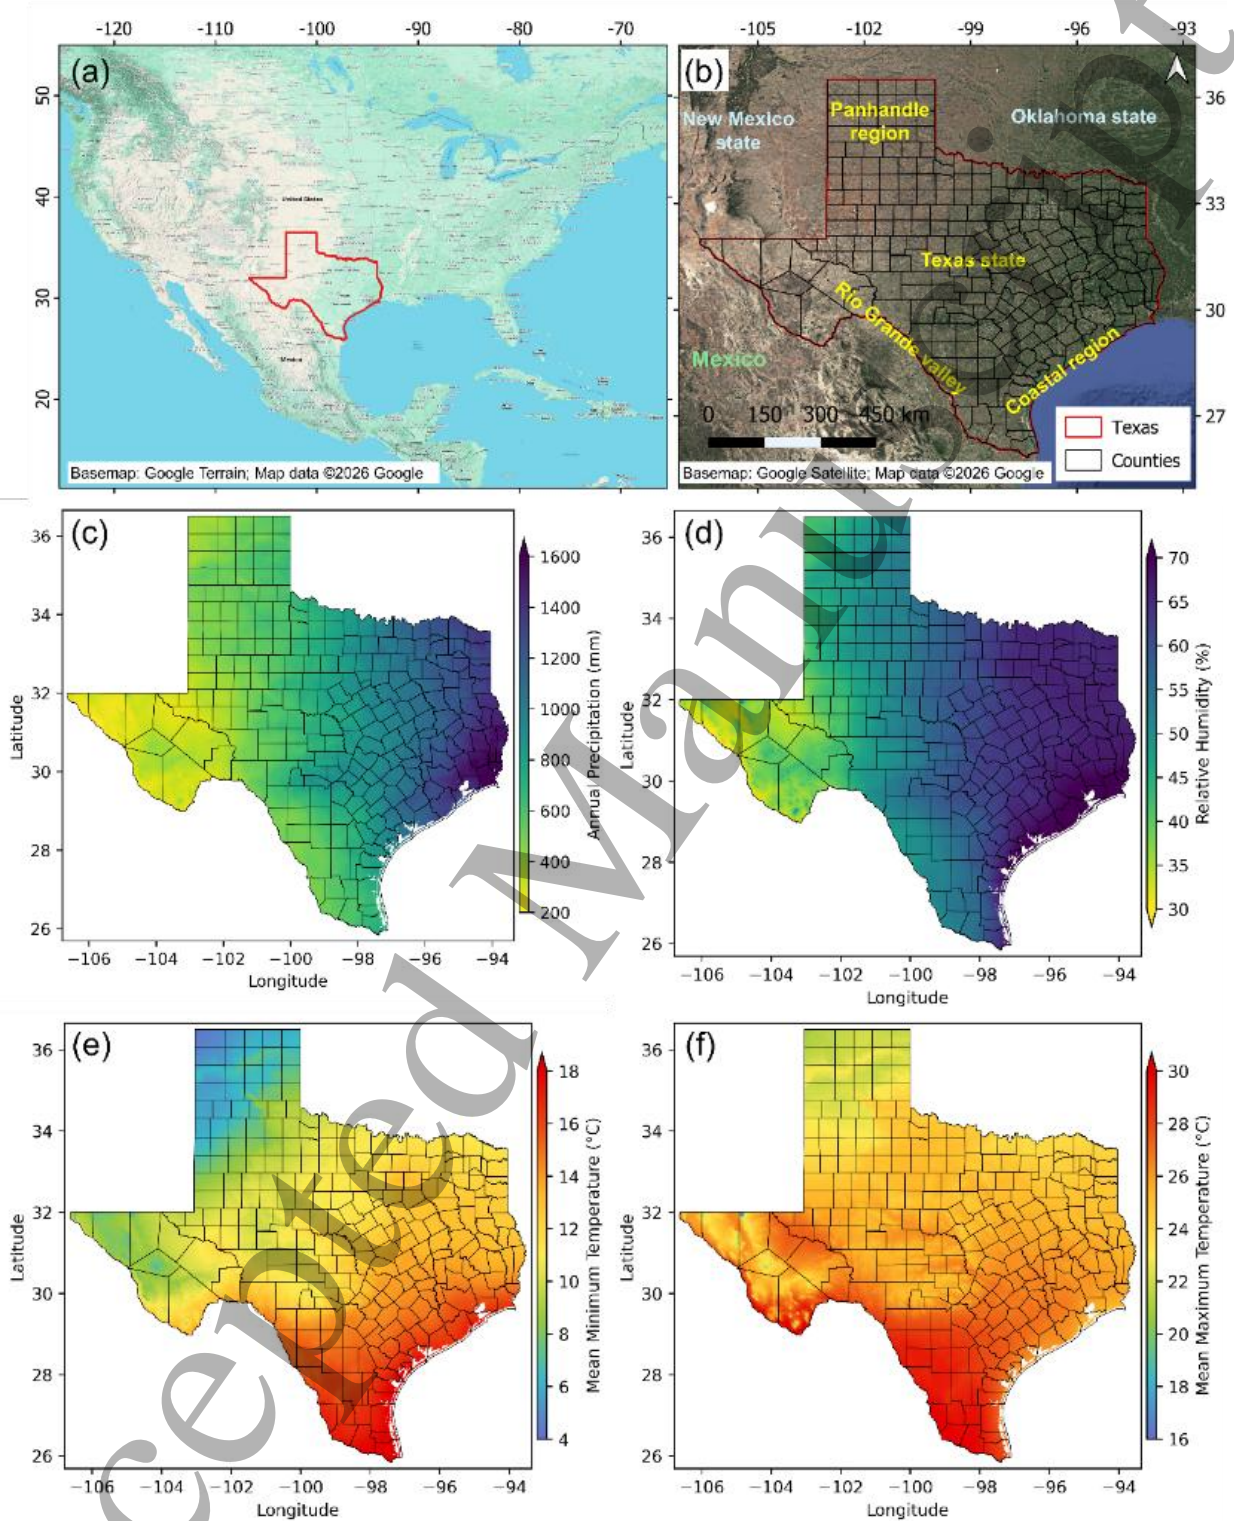 -120 -110 -100 -90 -80 -70
(a)
50
40
30
20
United States
Mexico
Basemap: Google Terrain; Map data ©2026 Google
-105 -102 -99 -96 -93
(b)
36
33
30
27
New Mexico
state
Panhandle
region
Oklahoma state
Texas state
Rio Grande valley
Coastal region
Mexico
0 150 300 450 km
Texas
Counties
Basemap: Google Satellite; Map data ©2026 Google
(c)
36
34
32
30
28
26
Latitude
−106 −104 −102 −100 −98 −96 −94
Longitude
1600
1400
1200
1000
800
600
400
200
Annual Precipitation (mm)
(d)
36
34
32
30
28
26
Latitude
−106 −104 −102 −100 −98 −96 −94
Longitude
70
65
60
55
50
45
40
35
30
Relative Humidity (%)
(e)
36
34
32
30
28
26
Latitude
−106 −104 −102 −100 −98 −96 −94
Longitude
18
16
14
12
10
8
6
4
Mean Minimum Temperature (°C)
(f)
36
34
32
30
28
26
Latitude
−106 −104 −102 −100 −98 −96 −94
Longitude
30
28
26
24
22
20
18
16
Mean Maximum Temperature (°C)
cepted Manuscript